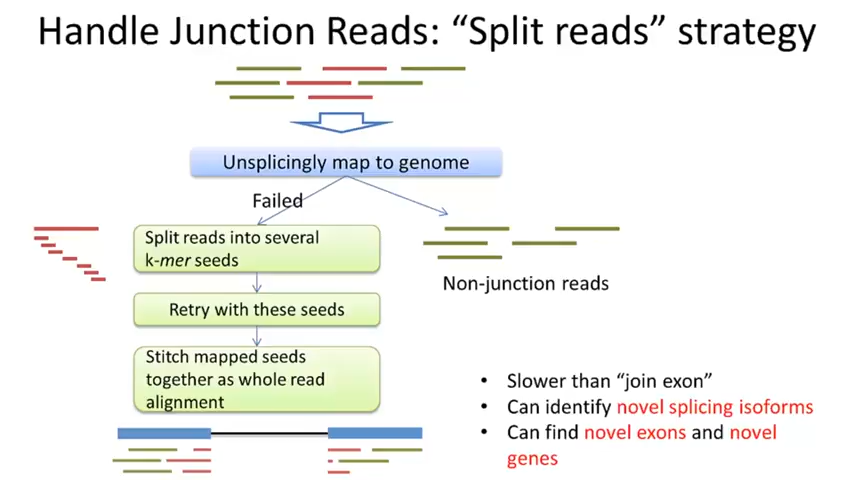 Handle Junction Reads: “Split reads” strategy
Unsplicingly map to genome
Failed
Split reads into several
k-mer seeds
Non-junction reads
Retry with these seeds
Stitch mapped seeds
together as whole read
alignment
• Slower than “join exon”
• Can identify novel splicing isoforms
• Can find novel exons and novel
genes